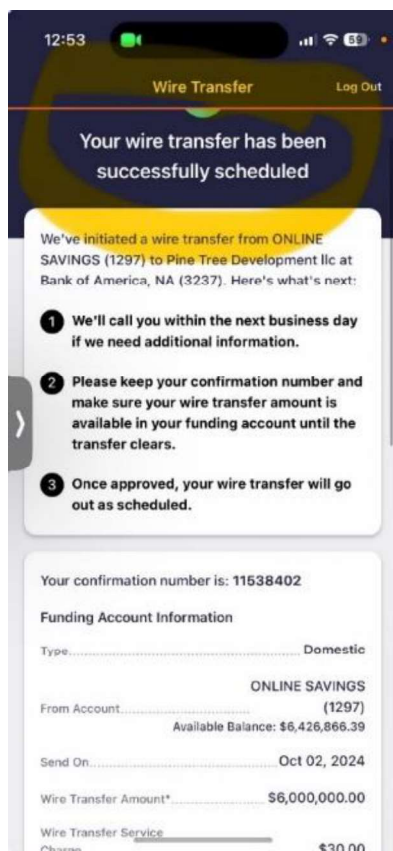 12:53
59
Wire Transfer
Log Out
Your wire transfer has been
successfully scheduled
We've initiated a wire transfer from ONLINE
SAVINGS (1297) to Pine Tree Development llc at
Bank of America, NA (3237). Here's what's next:
1 We'll call you within the next business day
if we need additional information.
2 Please keep your confirmation number and
make sure your wire transfer amount is
available in your funding account until the
transfer clears.
3 Once approved, your wire transfer will go
out as scheduled.
Your confirmation number is: 11538402
Funding Account Information
Type Domestic
ONLINE SAVINGS
From Account (1297)
Available Balance: $6,426,866.39
Send On Oct 02, 2024
Wire Transfer Amount* $6,000,000.00
Wire Transfer Service
Charge $30.00